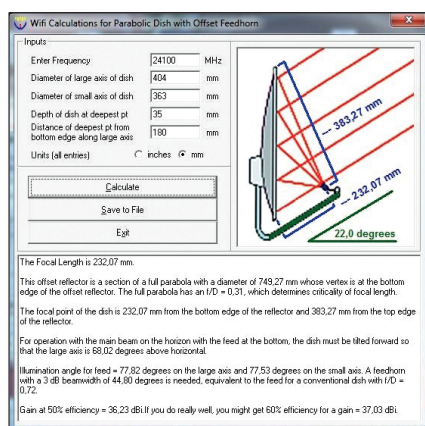 Wifi Calculations for Parabolic Dish with Offset Feedhorn
Inputs
Enter Frequency 24100 MHz
Diameter of large axis of dish 404 mm
Diameter of small axis of dish 363 mm
Depth of dish at deepest pt 35 mm
Distance of deepest pt from
bottom edge along large axis 180 mm
Units (all entries) inches mm
Calculate
Save to File
Exit
--- 383,27 mm
--- 232,07 mm
22,0 degrees
The Focal Length is 232,07 mm.
This offset reflector is a section of a full parabola with a diameter of 749,27 mm whose vertex is at the bottom
edge of the offset reflector. The full parabola has an f/D = 0,31, which determines criticality of focal length.
The focal point of the dish is 232,07 mm from the bottom edge of the reflector and 383,27 mm from the top edge
of the reflector.
For operation with the main beam on the horizon with the feed at the bottom, the dish must be tilted forward so
that the large axis is 68,02 degrees above horizontal.
Illumination angle for feed = 77,82 degrees on the large axis and 77,53 degrees on the small axis. A feedhorn
with a 3 dB beamwidth of 44,80 degrees is needed, equivalent to the feed for a conventional dish with f/D =
0,72.
Gain at 50% efficiency = 36,23 dBi.If you do really well, you might get 60% efficiency for a gain = 37,03 dBi.